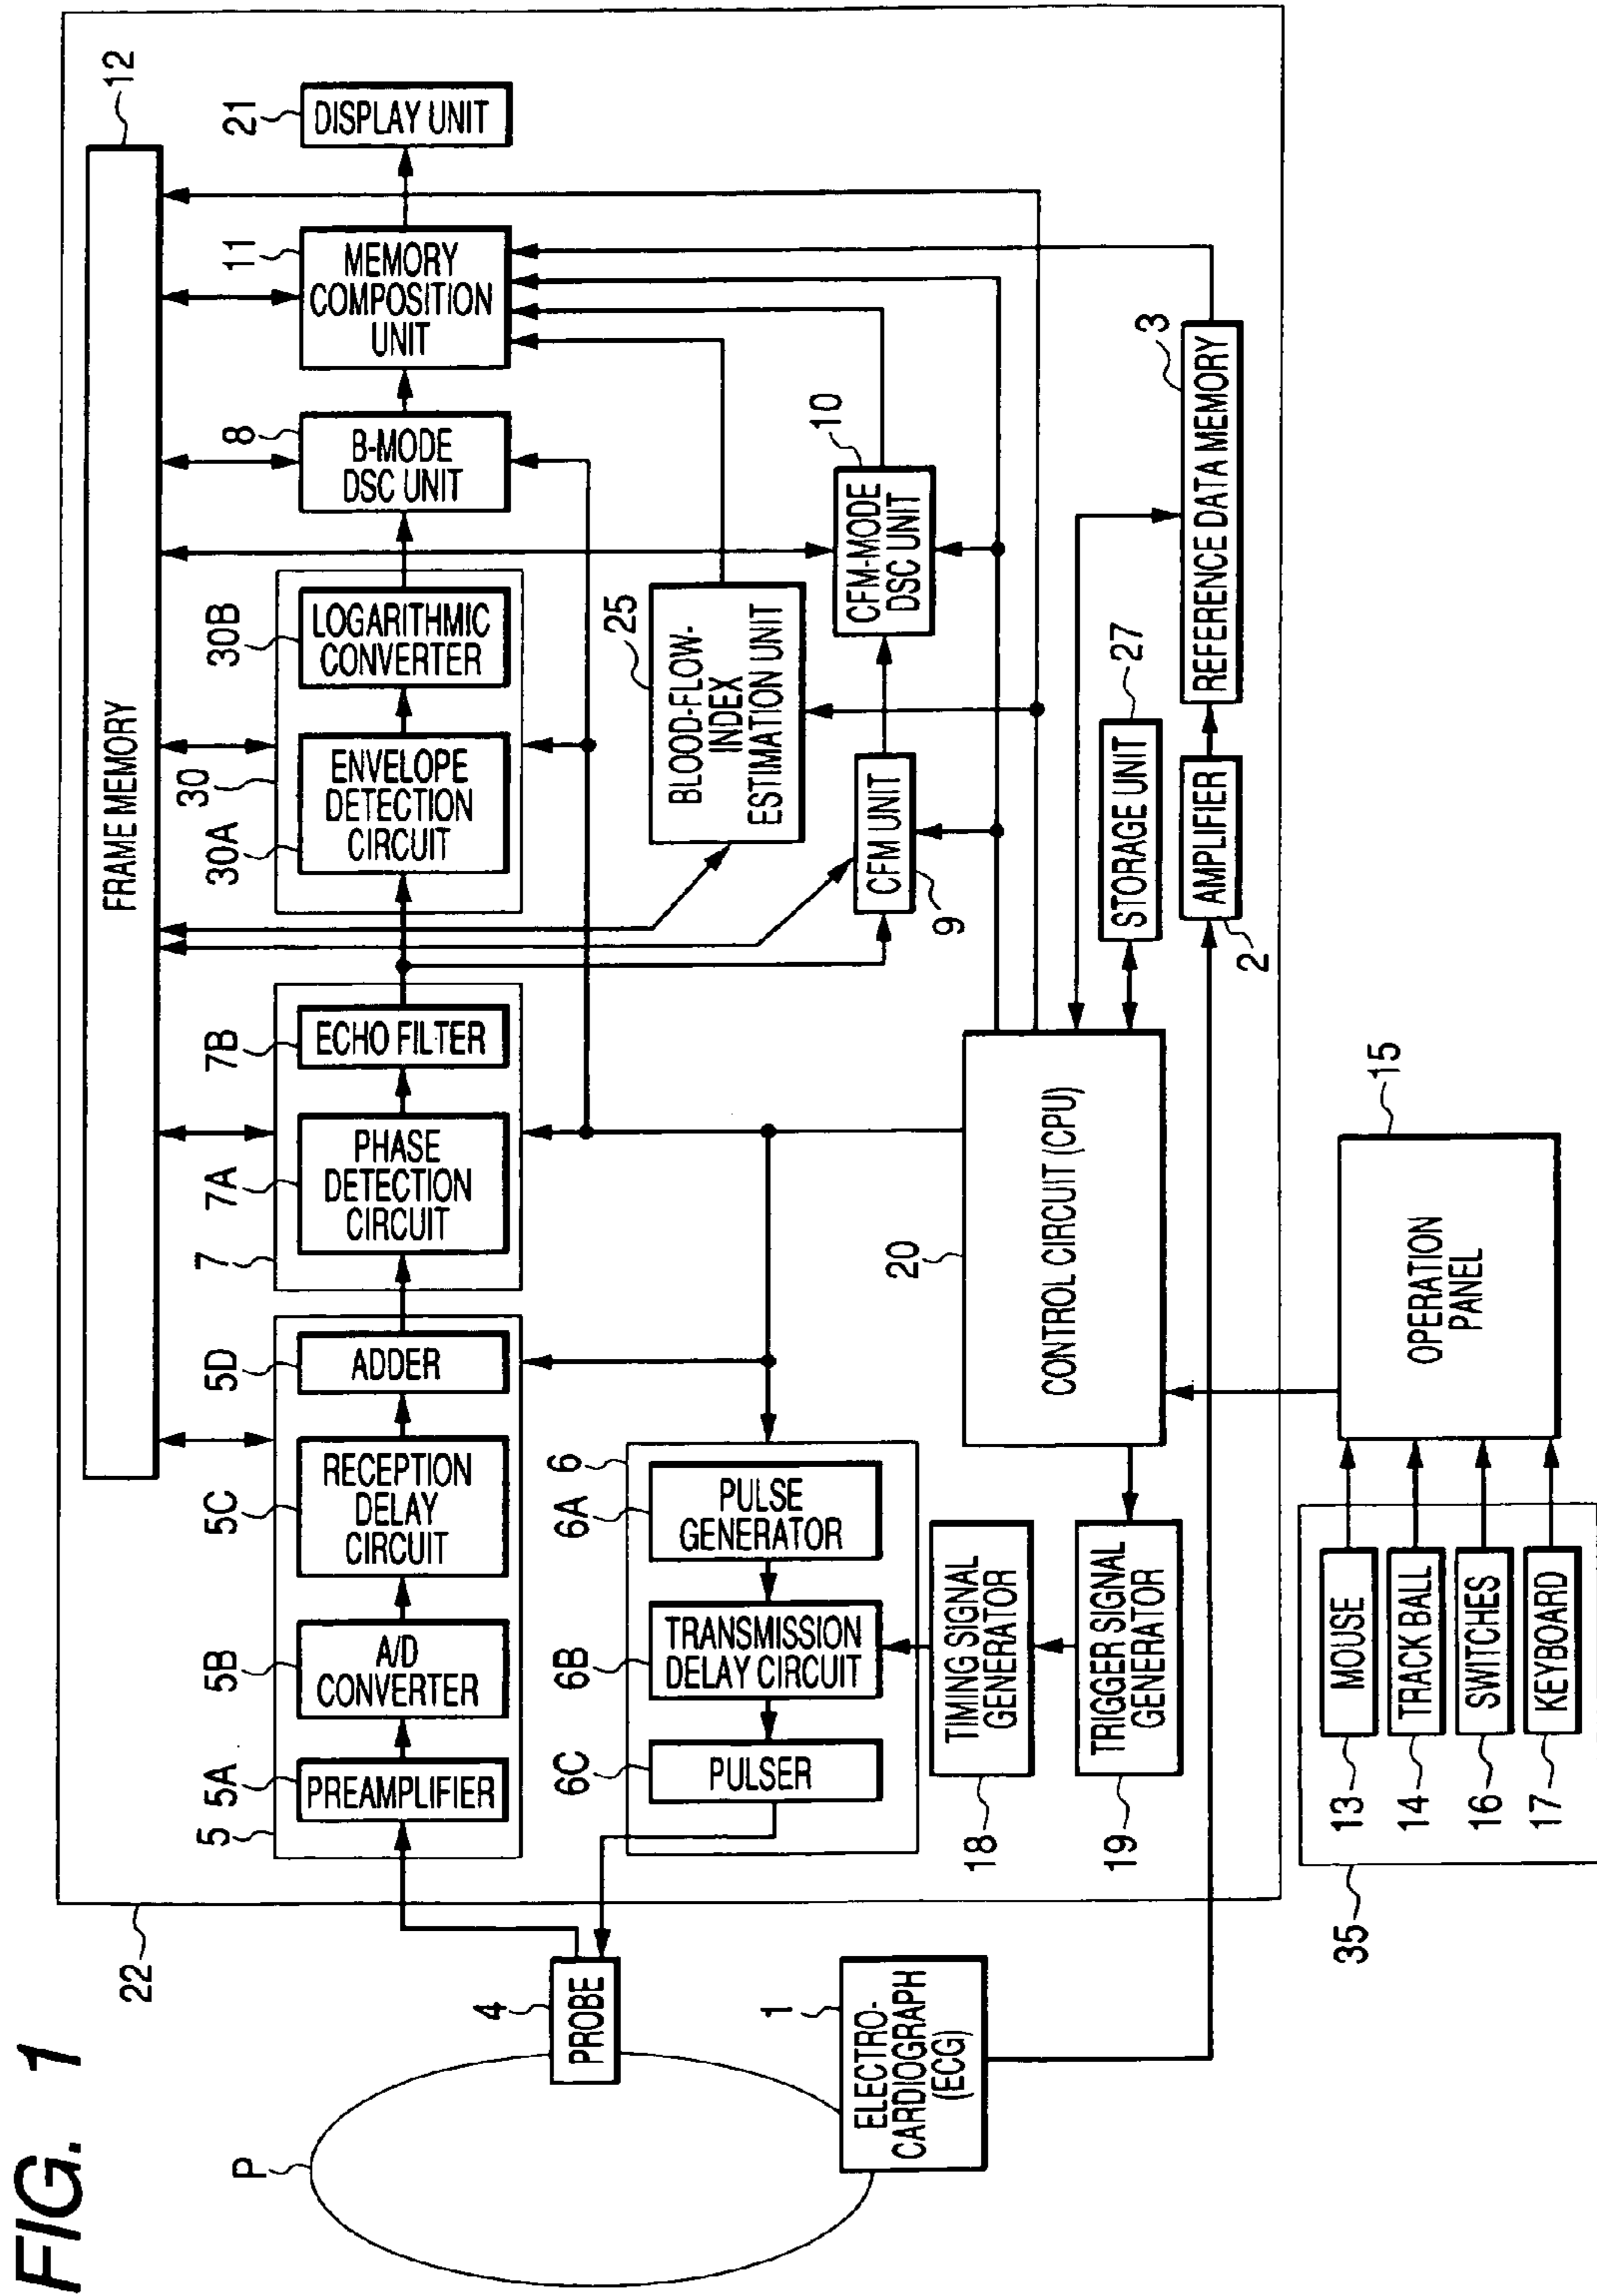 FIG. 1
FRAME MEMORY
12
5
5A
PREAMPLIFIER
5B
A/D
CONVERTER
5C
RECEPTION
DELAY
CIRCUIT
5D
ADDER
7
7A
PHASE
DETECTION
CIRCUIT
7B
ECHO FILTER
30
30A
ENVELOPE
DETECTION
CIRCUIT
30B
LOGARITHMIC
CONVERTER
8
B-MODE
DSC UNIT
11
MEMORY
COMPOSITION
UNIT
21
DISPLAY UNIT
22
P
4
PROBE
6
6C
PULSER
6B
TRANSMISSION
DELAY CIRCUIT
6A
PULSE
GENERATOR
25
BLOOD-FLOW-
INDEX
ESTIMATION UNIT
9
CFM UNIT
10
CFM-MODE
DSC UNIT
1
ELECTRO-
CARDIOGRAPH
(ECG)
18
TIMING SIGNAL
GENERATOR
19
TRIGGER SIGNAL
GENERATOR
20
CONTROL CIRCUIT (CPU)
27
STORAGE UNIT
2
AMPLIFIER
3
REFERENCE DATA MEMORY
35
13
MOUSE
14
TRACK BALL
16
SWITCHES
17
KEYBOARD
15
OPERATION
PANEL